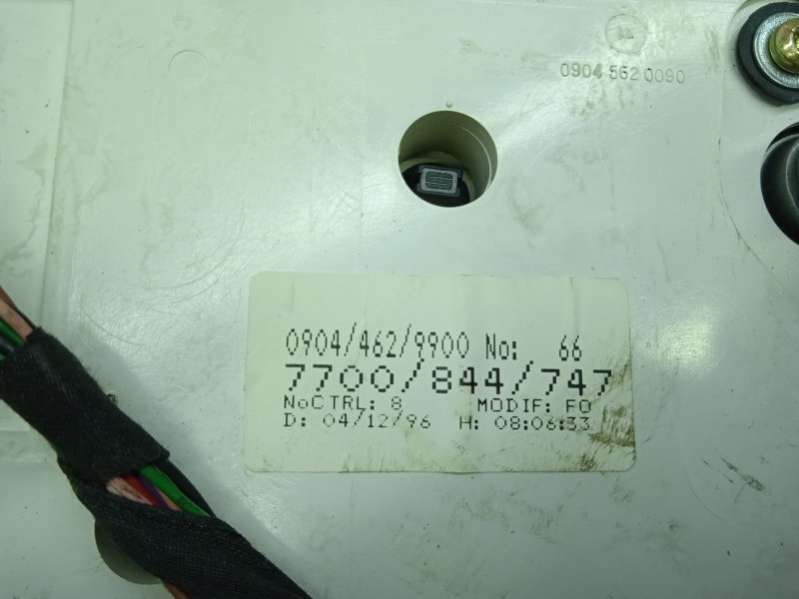 0904 562 0090
0904/462/9900 No: 66
7700/844/747
NoCTRL: 8 MODIF: F0
D: 04/12/96 H: 08:06:33